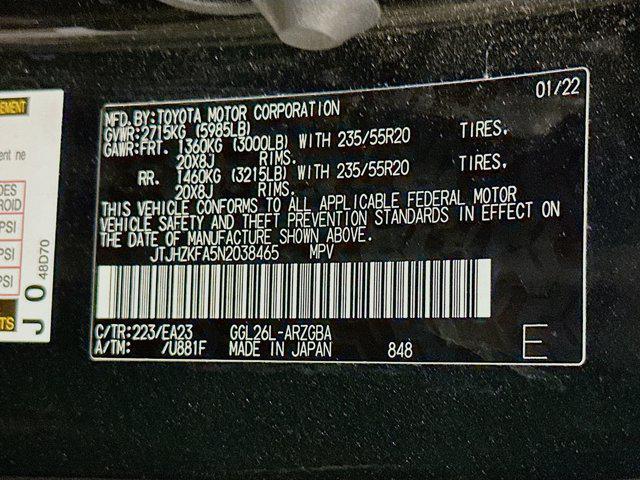 01/22
MFD. BY: TOYOTA MOTOR CORPORATION
GVWR: 2715KG (5985LB)
GAWR: FRT. 1360KG (3000LB) WITH 235/55R20 TIRES.
20X8J RIMS.
RR. 1460KG (3215LB) WITH 235/55R20 TIRES.
20X8J RIMS.
THIS VEHICLE CONFORMS TO ALL APPLICABLE FEDERAL MOTOR
VEHICLE SAFETY AND THEFT PREVENTION STANDARDS IN EFFECT ON
THE DATE OF MANUFACTURE SHOWN ABOVE.
JTJHZKFA5N2038465 MPV
C/TR: 223/EA23 GGL26L-ARZGBA
A/TM: /U881F MADE IN JAPAN 848
E
PSI
PSI
PSI
JO 48D70